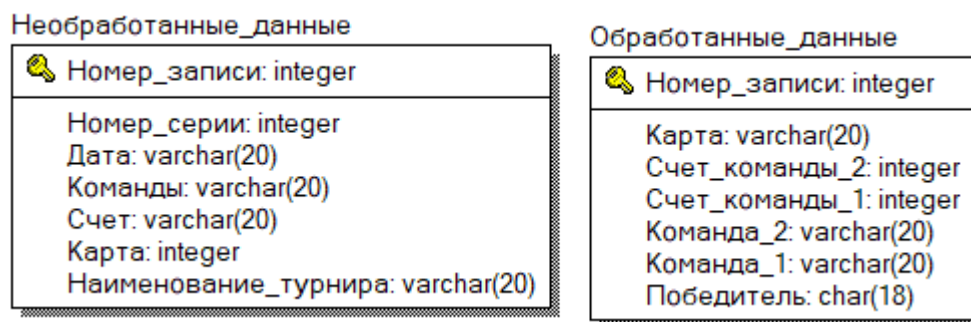 Необработанные_данные
Номер_записи: integer
Номер_серии: integer
Дата: varchar(20)
Команды: varchar(20)
Счет: varchar(20)
Карта: integer
Наименование_турнира: varchar(20)
Обработанные_данные
Номер_записи: integer
Карта: varchar(20)
Счет_команды_2: integer
Счет_команды_1: integer
Команда_2: varchar(20)
Команда_1: varchar(20)
Победитель: char(18)